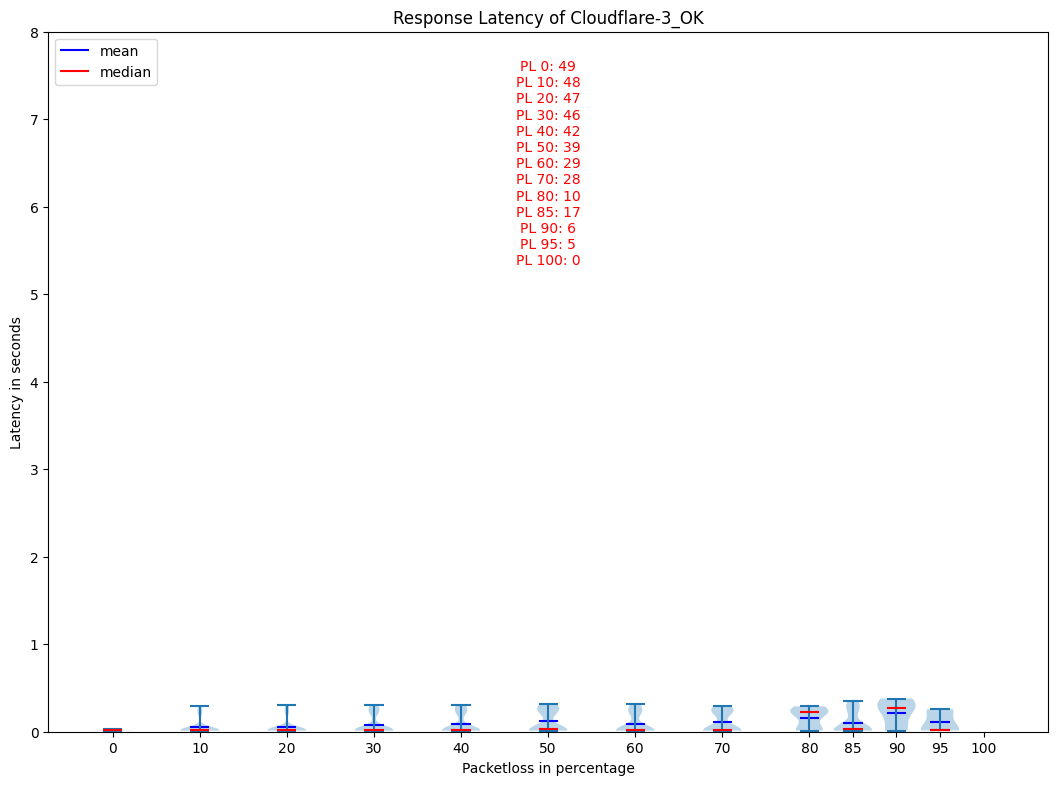 Response Latency of Cloudflare-3_OK
mean
median
PL 0: 49
PL 10: 48
PL 20: 47
PL 30: 46
PL 40: 42
PL 50: 39
PL 60: 29
PL 70: 28
PL 80: 10
PL 85: 17
PL 90: 6
PL 95: 5
PL 100: 0
Latency in seconds
8
7
6
5
4
3
2
1
0
0 10 20 30 40 50 60 70 80 85 90 95 100
Packetloss in percentage